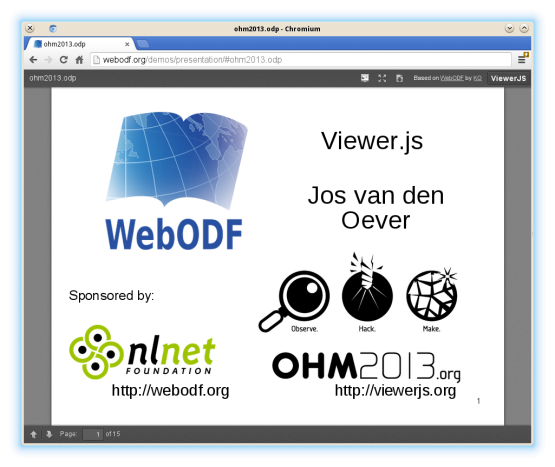 ohm2013.odp - Chromium
ohm2013.odp
webodf.org/demos/presentation/#ohm2013.odp
ohm2013.odp
Based on WebODF by KO
ViewerJS
Viewer.js
Jos van den
Oever
WebODF
Sponsored by:
Observe.
Hack.
Make.
nlnet
FOUNDATION
OHM2013.org
http://webodf.org
http://viewerjs.org
1
Page: 1 of 15